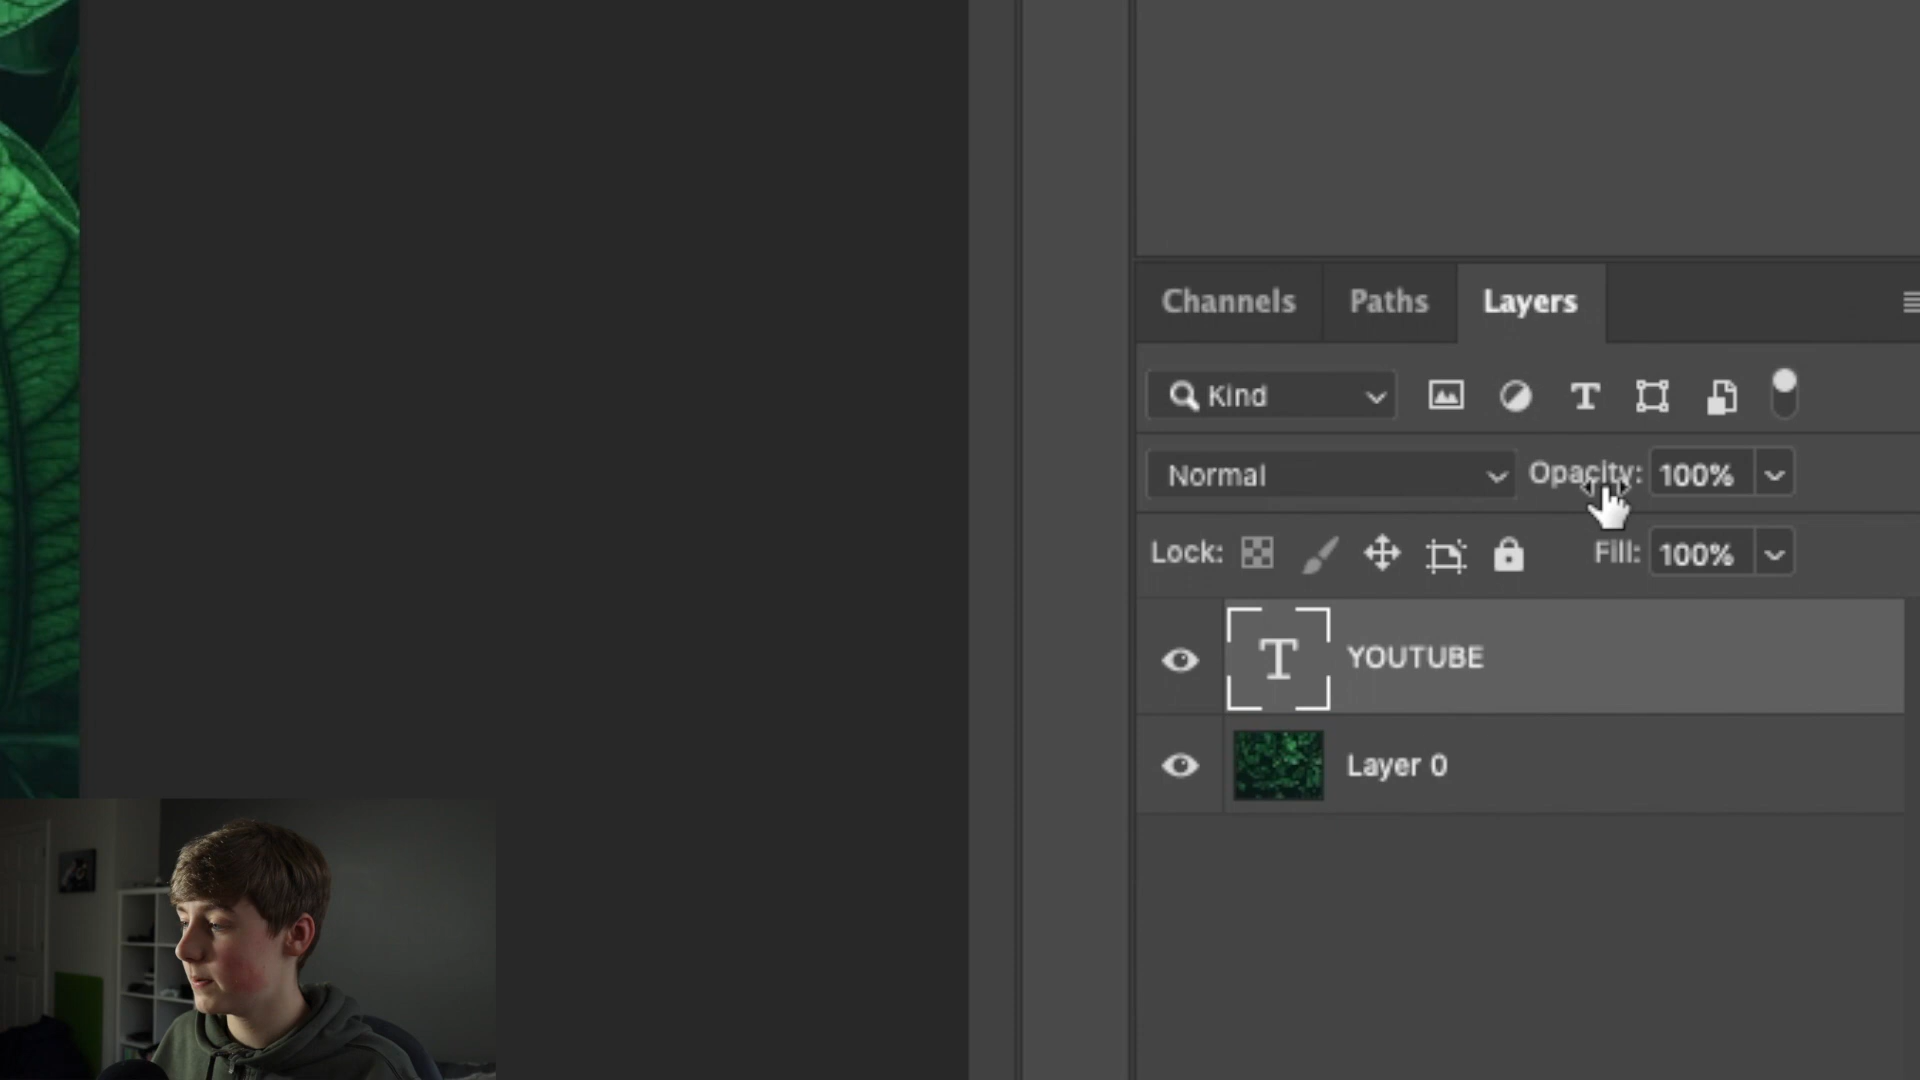 Channels Paths Layers
Kind T
Normal Opacity: 100%
Lock: Fill: 100%
T YOUTUBE
Layer 0